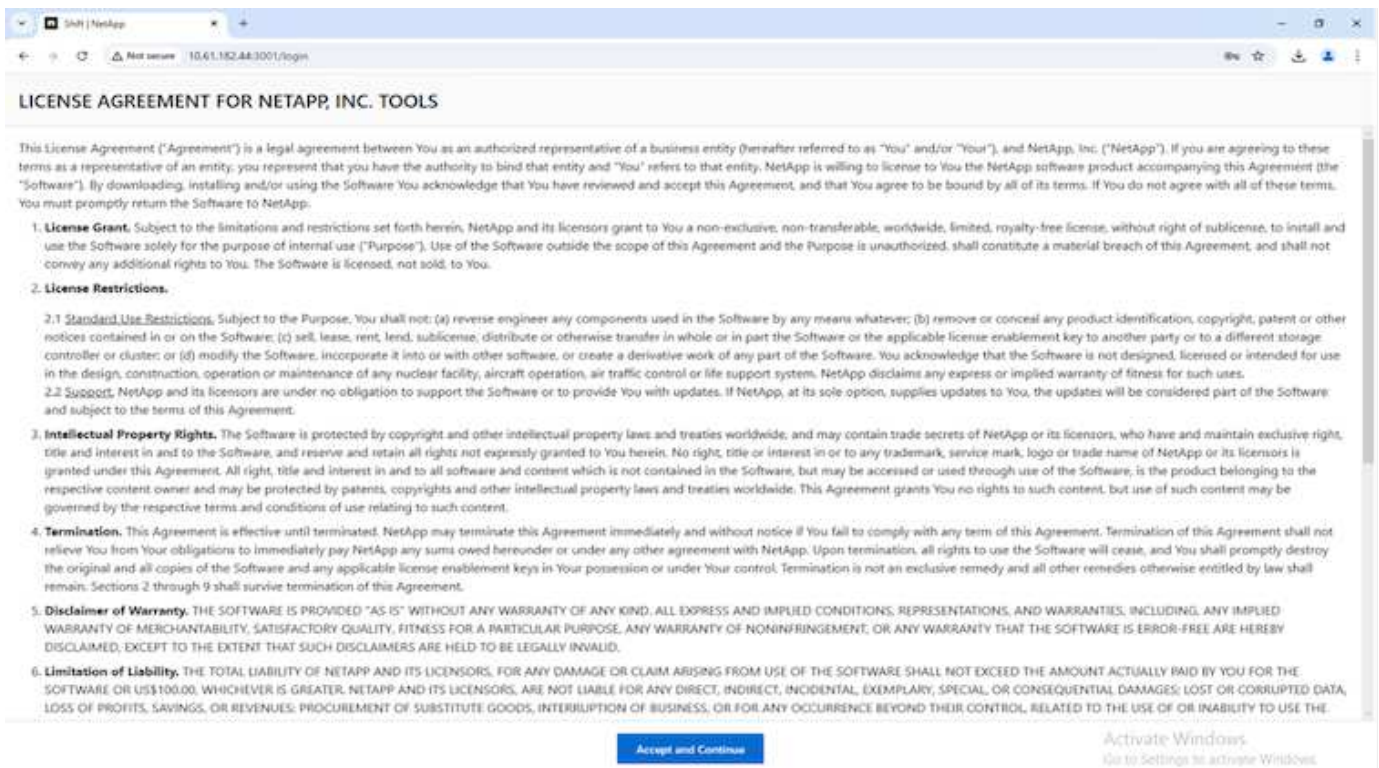 Shift | NetApp
Not secure 10.61.182.44:3001/login
LICENSE AGREEMENT FOR NETAPP, INC. TOOLS
This License Agreement ("Agreement") is a legal agreement between You as an authorized representative of a business entity (hereafter referred to as "You" and/or "Your"), and NetApp, Inc. ("NetApp"). If you are agreeing to these
terms as a representative of an entity, you represent that you have the authority to bind that entity and "You" refers to that entity. NetApp is willing to license to You the NetApp software product accompanying this Agreement (the
"Software"). By downloading, installing and/or using the Software You acknowledge that You have reviewed and accept this Agreement, and that You agree to be bound by all of its terms. If You do not agree with all of these terms,
You must promptly return the Software to NetApp.
1. License Grant. Subject to the limitations and restrictions set forth herein, NetApp and its licensors grant to You a non-exclusive, non-transferable, worldwide, limited, royalty-free license, without right of sublicense, to install and
use the Software solely for the purpose of internal use ("Purpose"). Use of the Software outside the scope of this Agreement and the Purpose is unauthorized, shall constitute a material breach of this Agreement, and shall not
convey any additional rights to You. The Software is licensed, not sold, to You.
2. License Restrictions.
2.1 Standard Use Restrictions. Subject to the Purpose, You shall not: (a) reverse engineer any components used in the Software by any means whatever; (b) remove or conceal any product identification, copyright, patent or other
notices contained in or on the Software; (c) sell, lease, rent, lend, sublicense, distribute or otherwise transfer in whole or in part the Software or the applicable license enablement key to another party or to a different storage
controller or cluster; or (d) modify the Software, incorporate it into or with other software, or create a derivative work of any part of the Software. You acknowledge that the Software is not designed, licensed or intended for use
in the design, construction, operation or maintenance of any nuclear facility, aircraft operation, air traffic control or life support system. NetApp disclaims any express or implied warranty of fitness for such uses.
2.2 Support. NetApp and its licensors are under no obligation to support the Software or to provide You with updates. If NetApp, at its sole option, supplies updates to You, the updates will be considered part of the Software
and subject to the terms of this Agreement.
3. Intellectual Property Rights. The Software is protected by copyright and other intellectual property laws and treaties worldwide, and may contain trade secrets of NetApp or its licensors, who have and maintain exclusive right,
title and interest in and to the Software, and reserve and retain all rights not expressly granted to You herein. No right, title or interest in or to any trademark, service mark, logo or trade name of NetApp or its licensors is
granted under this Agreement. All right, title and interest in and to all software and content which is not contained in the Software, but may be accessed or used through use of the Software, is the product belonging to the
respective content owner and may be protected by patents, copyrights and other intellectual property laws and treaties worldwide. This Agreement grants You no rights to such content, but use of such content may be
governed by the respective terms and conditions of use relating to such content.
4. Termination. This Agreement is effective until terminated. NetApp may terminate this Agreement immediately and without notice if You fail to comply with any term of this Agreement. Termination of this Agreement shall not
relieve You from Your obligations to immediately pay NetApp any sums owed hereunder or under any other agreement with NetApp. Upon termination, all rights to use the Software will cease, and You shall promptly destroy
the original and all copies of the Software and any applicable license enablement keys in Your possession or under Your control. Termination is not an exclusive remedy and all other remedies otherwise entitled by law shall
remain. Sections 2 through 9 shall survive termination of this Agreement.
5. Disclaimer of Warranty. THE SOFTWARE IS PROVIDED "AS IS" WITHOUT ANY WARRANTY OF ANY KIND. ALL EXPRESS AND IMPLIED CONDITIONS, REPRESENTATIONS, AND WARRANTIES, INCLUDING, ANY IMPLIED
WARRANTY OF MERCHANTABILITY, SATISFACTORY QUALITY, FITNESS FOR A PARTICULAR PURPOSE, ANY WARRANTY OF NONINFRINGEMENT, OR ANY WARRANTY THAT THE SOFTWARE IS ERROR-FREE ARE HEREBY
DISCLAIMED, EXCEPT TO THE EXTENT THAT SUCH DISCLAIMERS ARE HELD TO BE LEGALLY INVALID.
6. Limitation of Liability. THE TOTAL LIABILITY OF NETAPP AND ITS LICENSORS, FOR ANY DAMAGE OR CLAIM ARISING FROM USE OF THE SOFTWARE SHALL NOT EXCEED THE AMOUNT ACTUALLY PAID BY YOU FOR THE
SOFTWARE OR US$100.00, WHICHEVER IS GREATER. NETAPP AND ITS LICENSORS, ARE NOT LIABLE FOR ANY DIRECT, INDIRECT, INCIDENTAL, EXEMPLARY, SPECIAL, OR CONSEQUENTIAL DAMAGES; LOST OR CORRUPTED DATA,
LOSS OF PROFITS, SAVINGS, OR REVENUES; PROCUREMENT OF SUBSTITUTE GOODS, INTERRUPTION OF BUSINESS, OR FOR ANY OCCURRENCE BEYOND THEIR CONTROL, RELATED TO THE USE OF OR INABILITY TO USE THE
Accept and Continue
Activate Windows
Go to Settings to activate Windows.